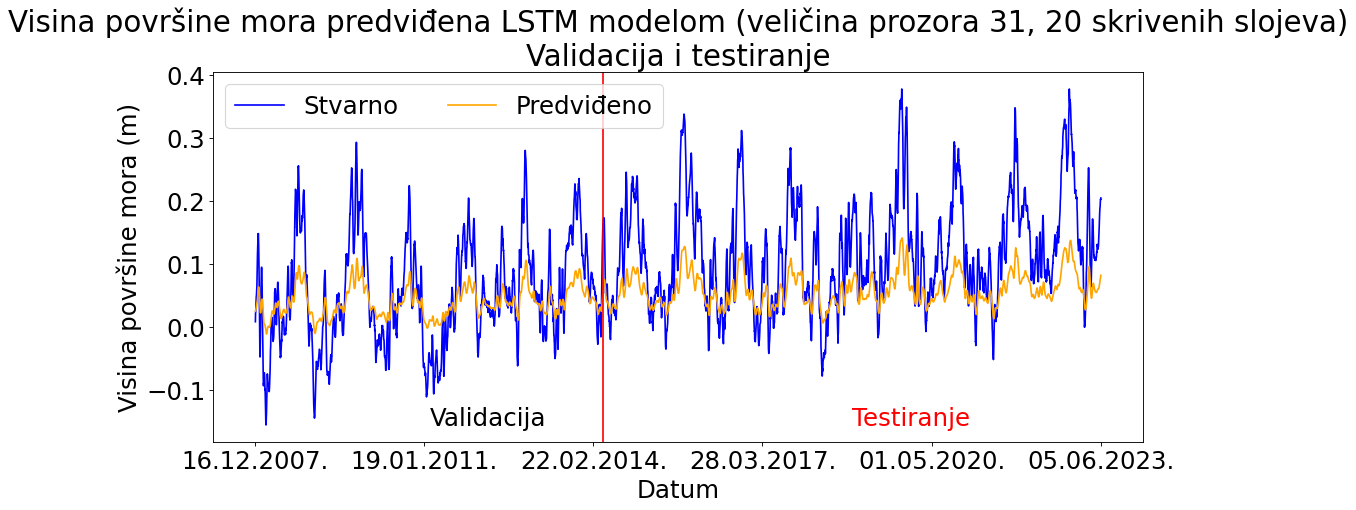 Visina površine mora predviđena LSTM modelom (veličina prozora 31, 20 skrivenih slojeva)
Validacija i testiranje
Stvarno
Predviđeno
Visina površine mora (m)
0.4
0.3
0.2
0.1
0.0
−0.1
Validacija
Testiranje
16.12.2007.
19.01.2011.
22.02.2014.
28.03.2017.
01.05.2020.
05.06.2023.
Datum